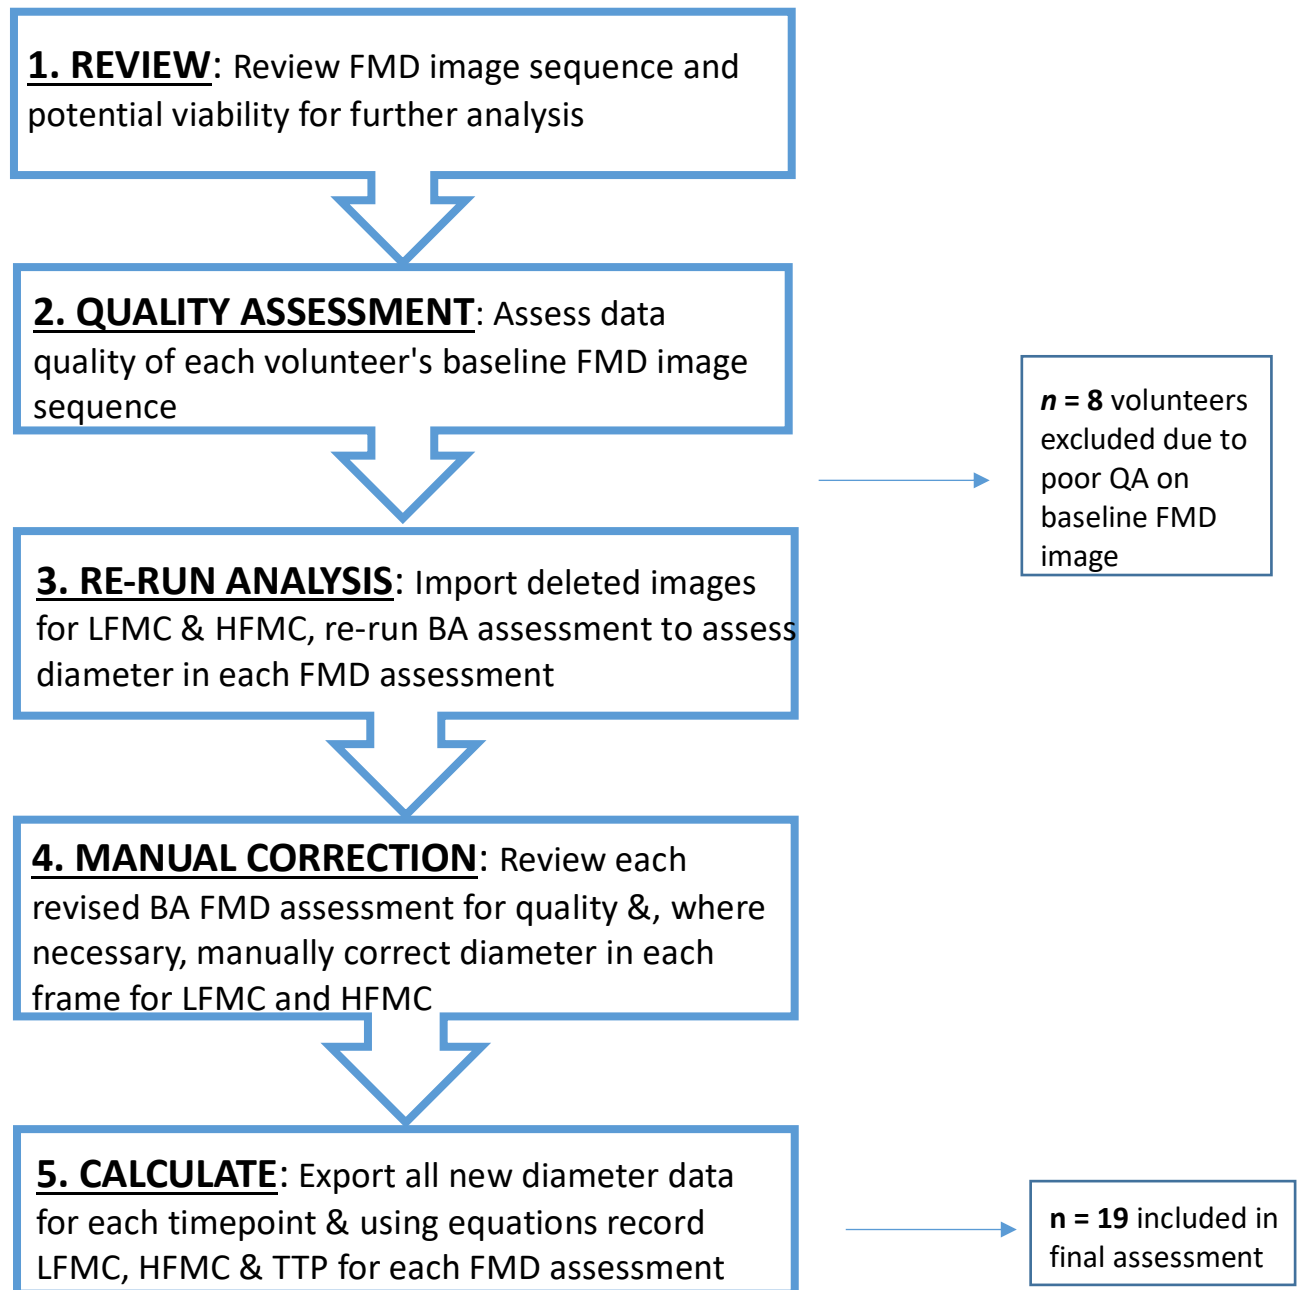 1. REVIEW: Review FMD image sequence and
potential viability for further analysis
2. QUALITY ASSESSMENT: Assess data
quality of each volunteer's baseline FMD image
sequence
n = 8 volunteers
excluded due to
poor QA on
baseline FMD
image
3. RE-RUN ANALYSIS: Import deleted images
for LFMC & HFMC, re-run BA assessment to assess
diameter in each FMD assessment
4. MANUAL CORRECTION: Review each
revised BA FMD assessment for quality &, where
necessary, manually correct diameter in each
frame for LFMC and HFMC
5. CALCULATE: Export all new diameter data
for each timepoint & using equations record
LFMC, HFMC & TTP for each FMD assessment
n = 19 included in
final assessment